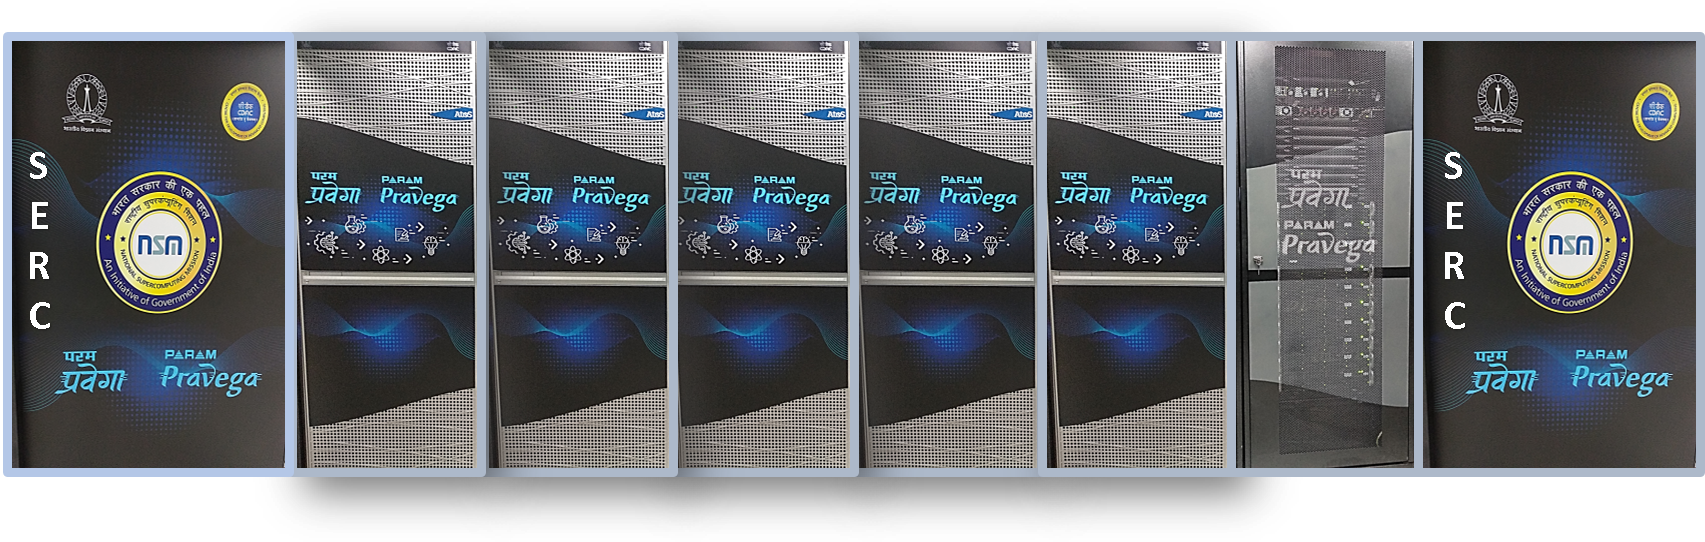 भारतीय विज्ञान संस्थान
सी डैक
CDAC
S
E
R
C
भारत सरकार की एक पहल
राष्ट्रीय सुपरकम्प्यूटिंग मिशन
nsm
NATIONAL SUPERCOMPUTING MISSION
An Initiative of Government of India
परम
प्रवेगा
PARAM
Pravega
Atos
परम
प्रवेगा
PARAM
Pravega
Atos
परम
प्रवेगा
PARAM
Pravega
Atos
परम
प्रवेगा
PARAM
Pravega
Atos
परम
प्रवेगा
PARAM
Pravega
Atos
परम
प्रवेगा
PARAM
Pravega
परम
प्रवेगा
PARAM
Pravega
भारतीय विज्ञान संस्थान
सी डैक
CDAC
S
E
R
C
भारत सरकार की एक पहल
राष्ट्रीय सुपरकम्प्यूटिंग मिशन
nsm
NATIONAL SUPERCOMPUTING MISSION
An Initiative of Government of India
परम
प्रवेगा
PARAM
Pravega